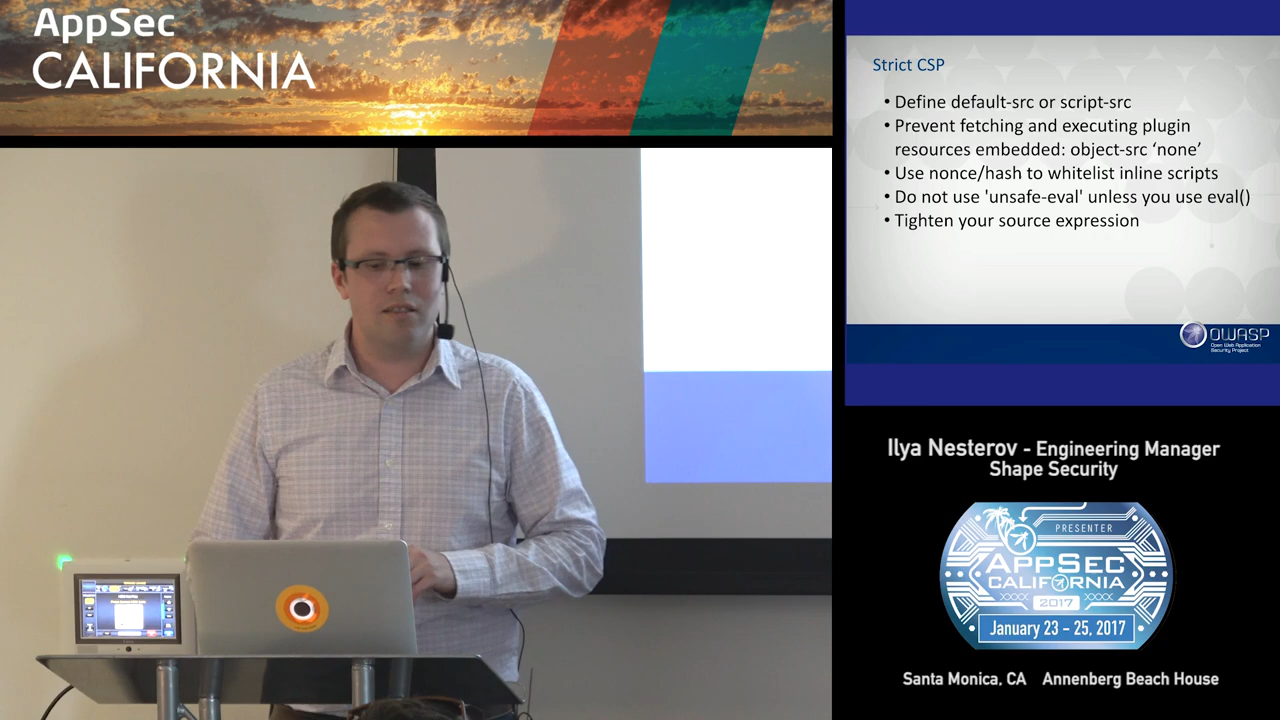 AppSec
CALIFORNIA
Strict CSP
• Define default-src or script-src
• Prevent fetching and executing plugin
resources embedded: object-src ‘none’
• Use nonce/hash to whitelist inline scripts
• Do not use 'unsafe-eval' unless you use eval()
• Tighten your source expression
OWASP
Open Web Application
Security Project
Ilya Nesterov - Engineering Manager
Shape Security
PRESENTER
APPSEC
CALIFORNIA
2017
January 23 – 25, 2017
Santa Monica, CA Annenberg Beach House